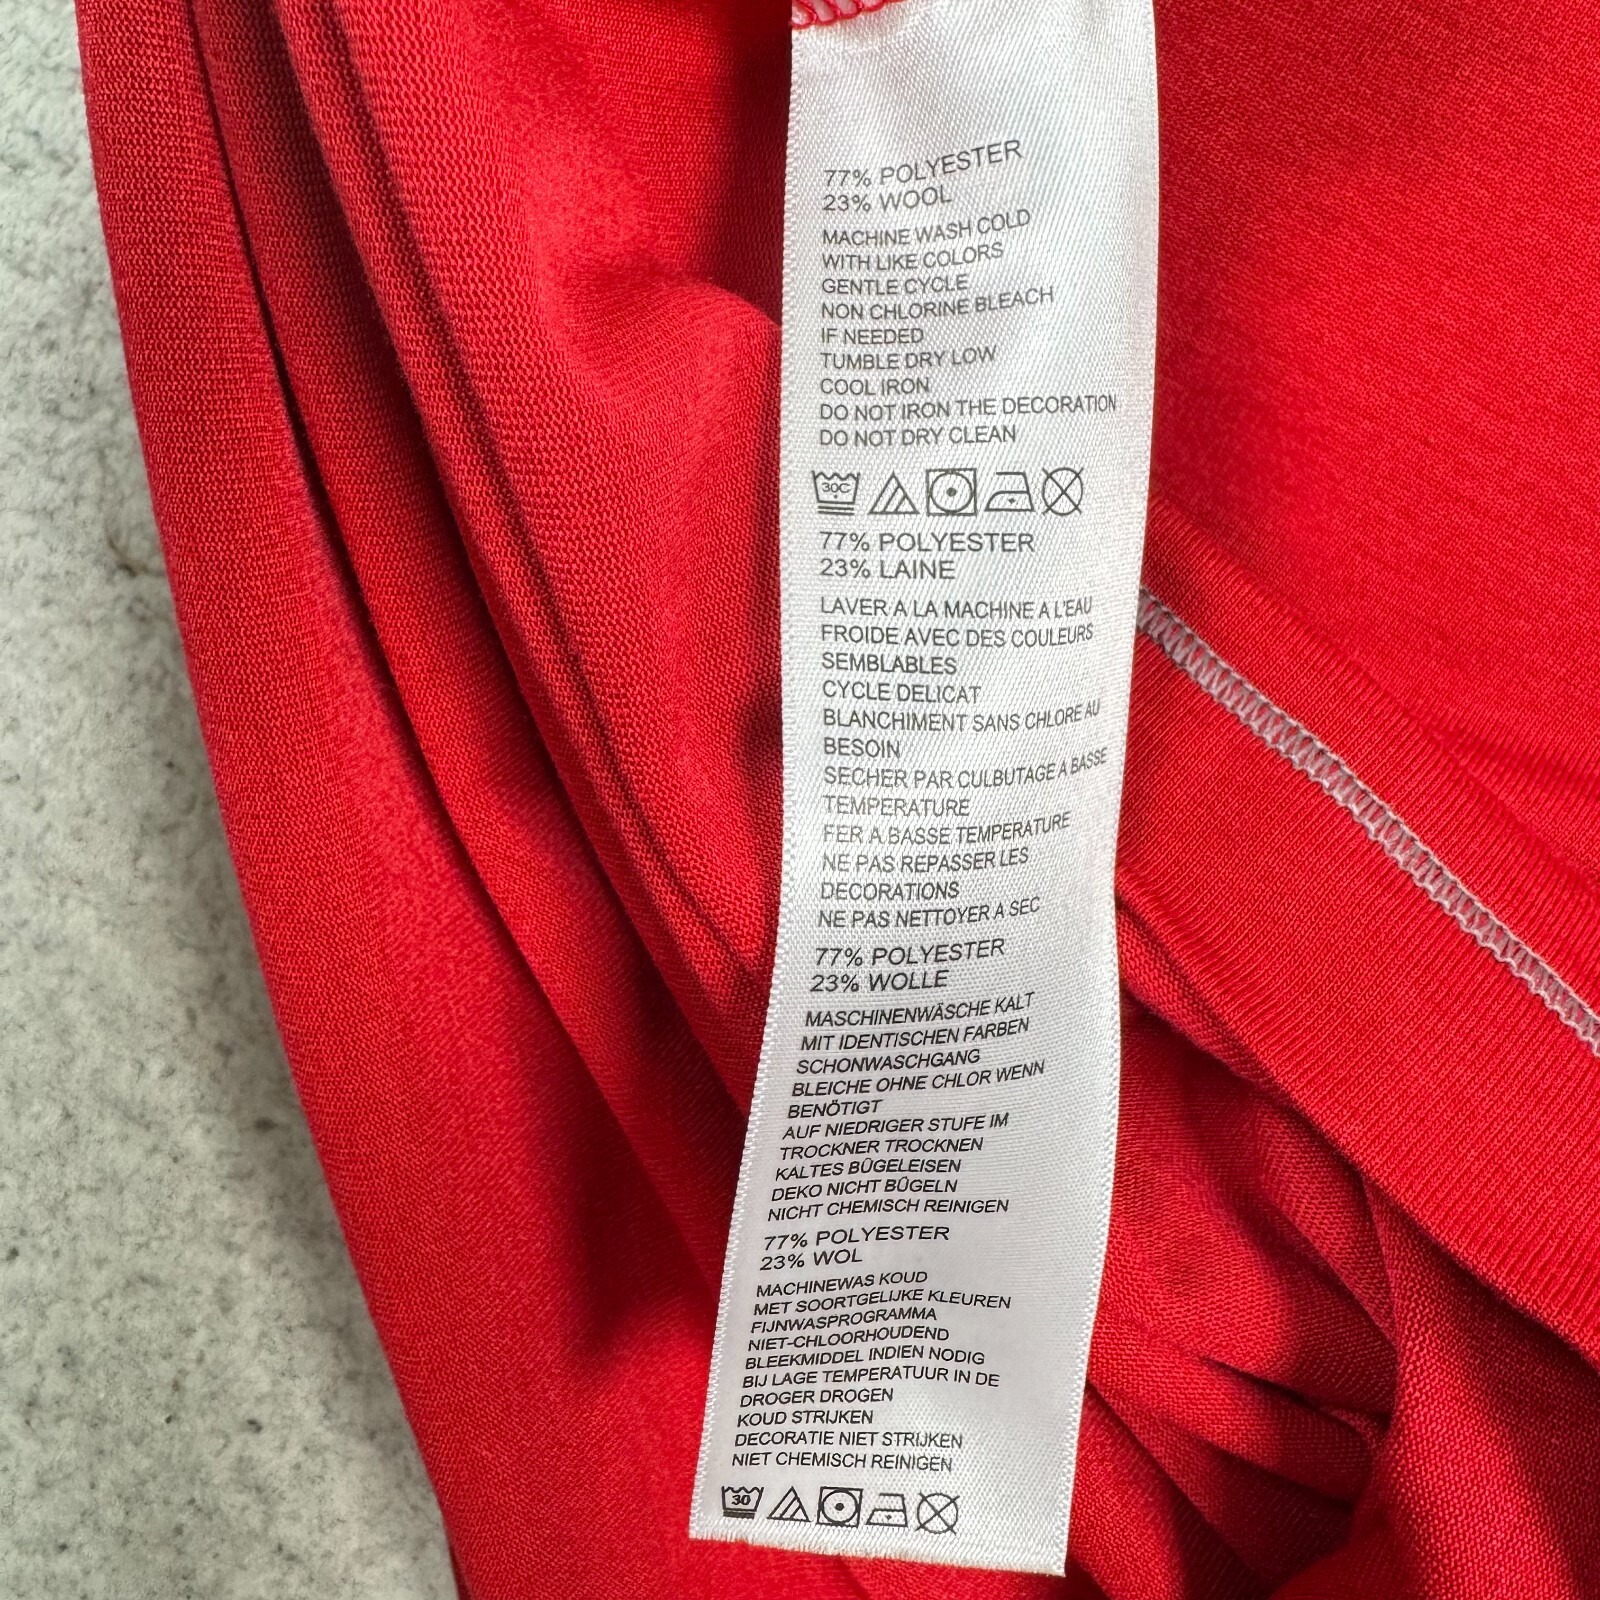 77% POLYESTER
23% WOOL
MACHINE WASH COLD
WITH LIKE COLORS
GENTLE CYCLE
NON CHLORINE BLEACH
IF NEEDED
TUMBLE DRY LOW
COOL IRON
DO NOT IRON THE DECORATION
DO NOT DRY CLEAN
30C
77% POLYESTER
23% LAINE
LAVER A LA MACHINE A L'EAU
FROIDE AVEC DES COULEURS
SEMBLABLES
CYCLE DELICAT
BLANCHIMENT SANS CHLORE AU
BESOIN
SECHER PAR CULBUTAGE A BASSE
TEMPERATURE
FER A BASSE TEMPERATURE
NE PAS REPASSER LES
DECORATIONS
NE PAS NETTOYER A SEC
77% POLYESTER
23% WOLLE
MASCHINENWÄSCHE KALT
MIT IDENTISCHEN FARBEN
SCHONWASCHGANG
BLEICHE OHNE CHLOR WENN
BENÖTIGT
AUF NIEDRIGER STUFE IM
TROCKNER TROCKNEN
KALTES BÜGELEISEN
DEKO NICHT BÜGELN
NICHT CHEMISCH REINIGEN
77% POLYESTER
23% WOL
MACHINEWAS KOUD
MET SOORTGELIJKE KLEUREN
FIJNWASPROGRAMMA
NIET-CHLOORHOUDEND
BLEEKMIDDEL INDIEN NODIG
BIJ LAGE TEMPERATUUR IN DE
DROGER DROGEN
KOUD STRIJKEN
DECORATIE NIET STRIJKEN
NIET CHEMISCH REINIGEN
30